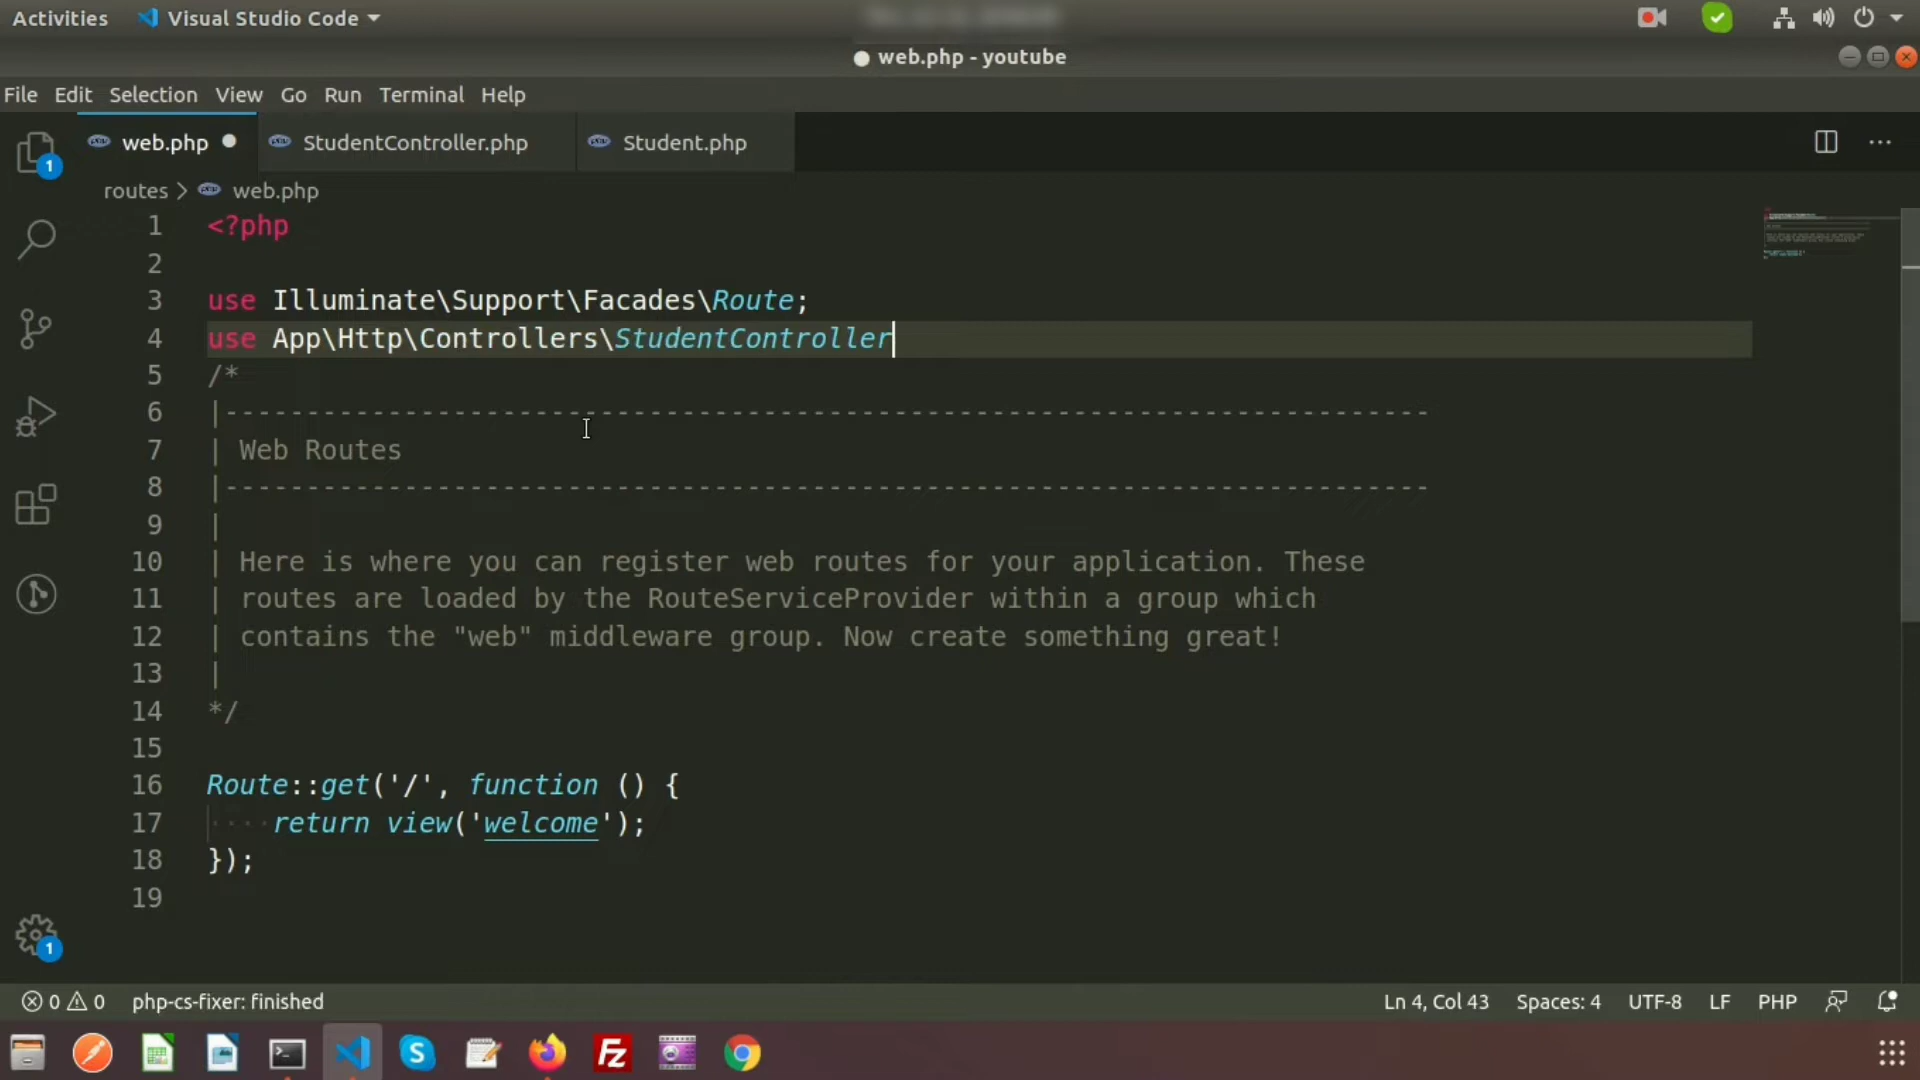 Activities Visual Studio Code
web.php - youtube
File Edit Selection View Go Run Terminal Help
web.php StudentController.php Student.php
1
routes > web.php
1 <?php
2
3 use Illuminate\Support\Facades\Route;
4 use App\Http\Controllers\StudentController
5 /*
6 |--------------------------------------------------------------------------
7 | Web Routes
8 |--------------------------------------------------------------------------
9 |
10 | Here is where you can register web routes for your application. These
11 | routes are loaded by the RouteServiceProvider within a group which
12 | contains the "web" middleware group. Now create something great!
13 |
14 */
15
16 Route::get('/', function () {
17 ····return view('welcome');
18 });
19
1
0 0 php-cs-fixer: finished Ln 4, Col 43 Spaces: 4 UTF-8 LF PHP
S Fz